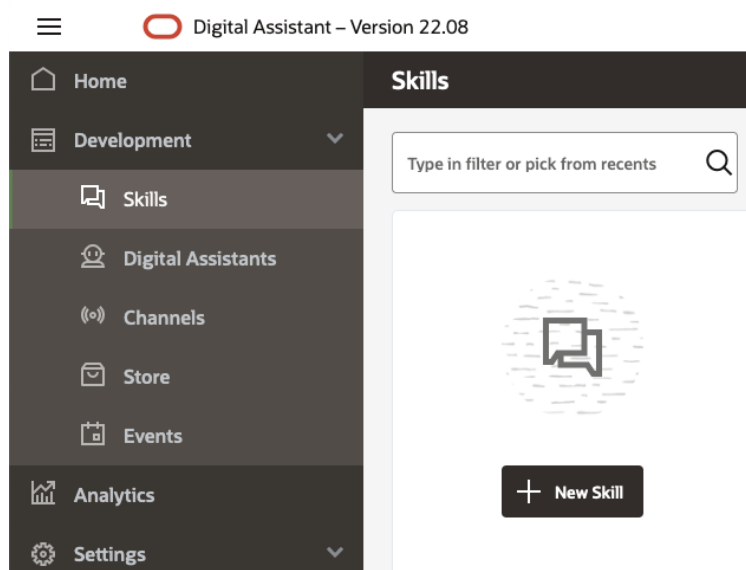 Digital Assistant – Version 22.08
Home
Development
Skills
Digital Assistants
Channels
Store
Events
Analytics
Settings
Skills
Type in filter or pick from recents
New Skill